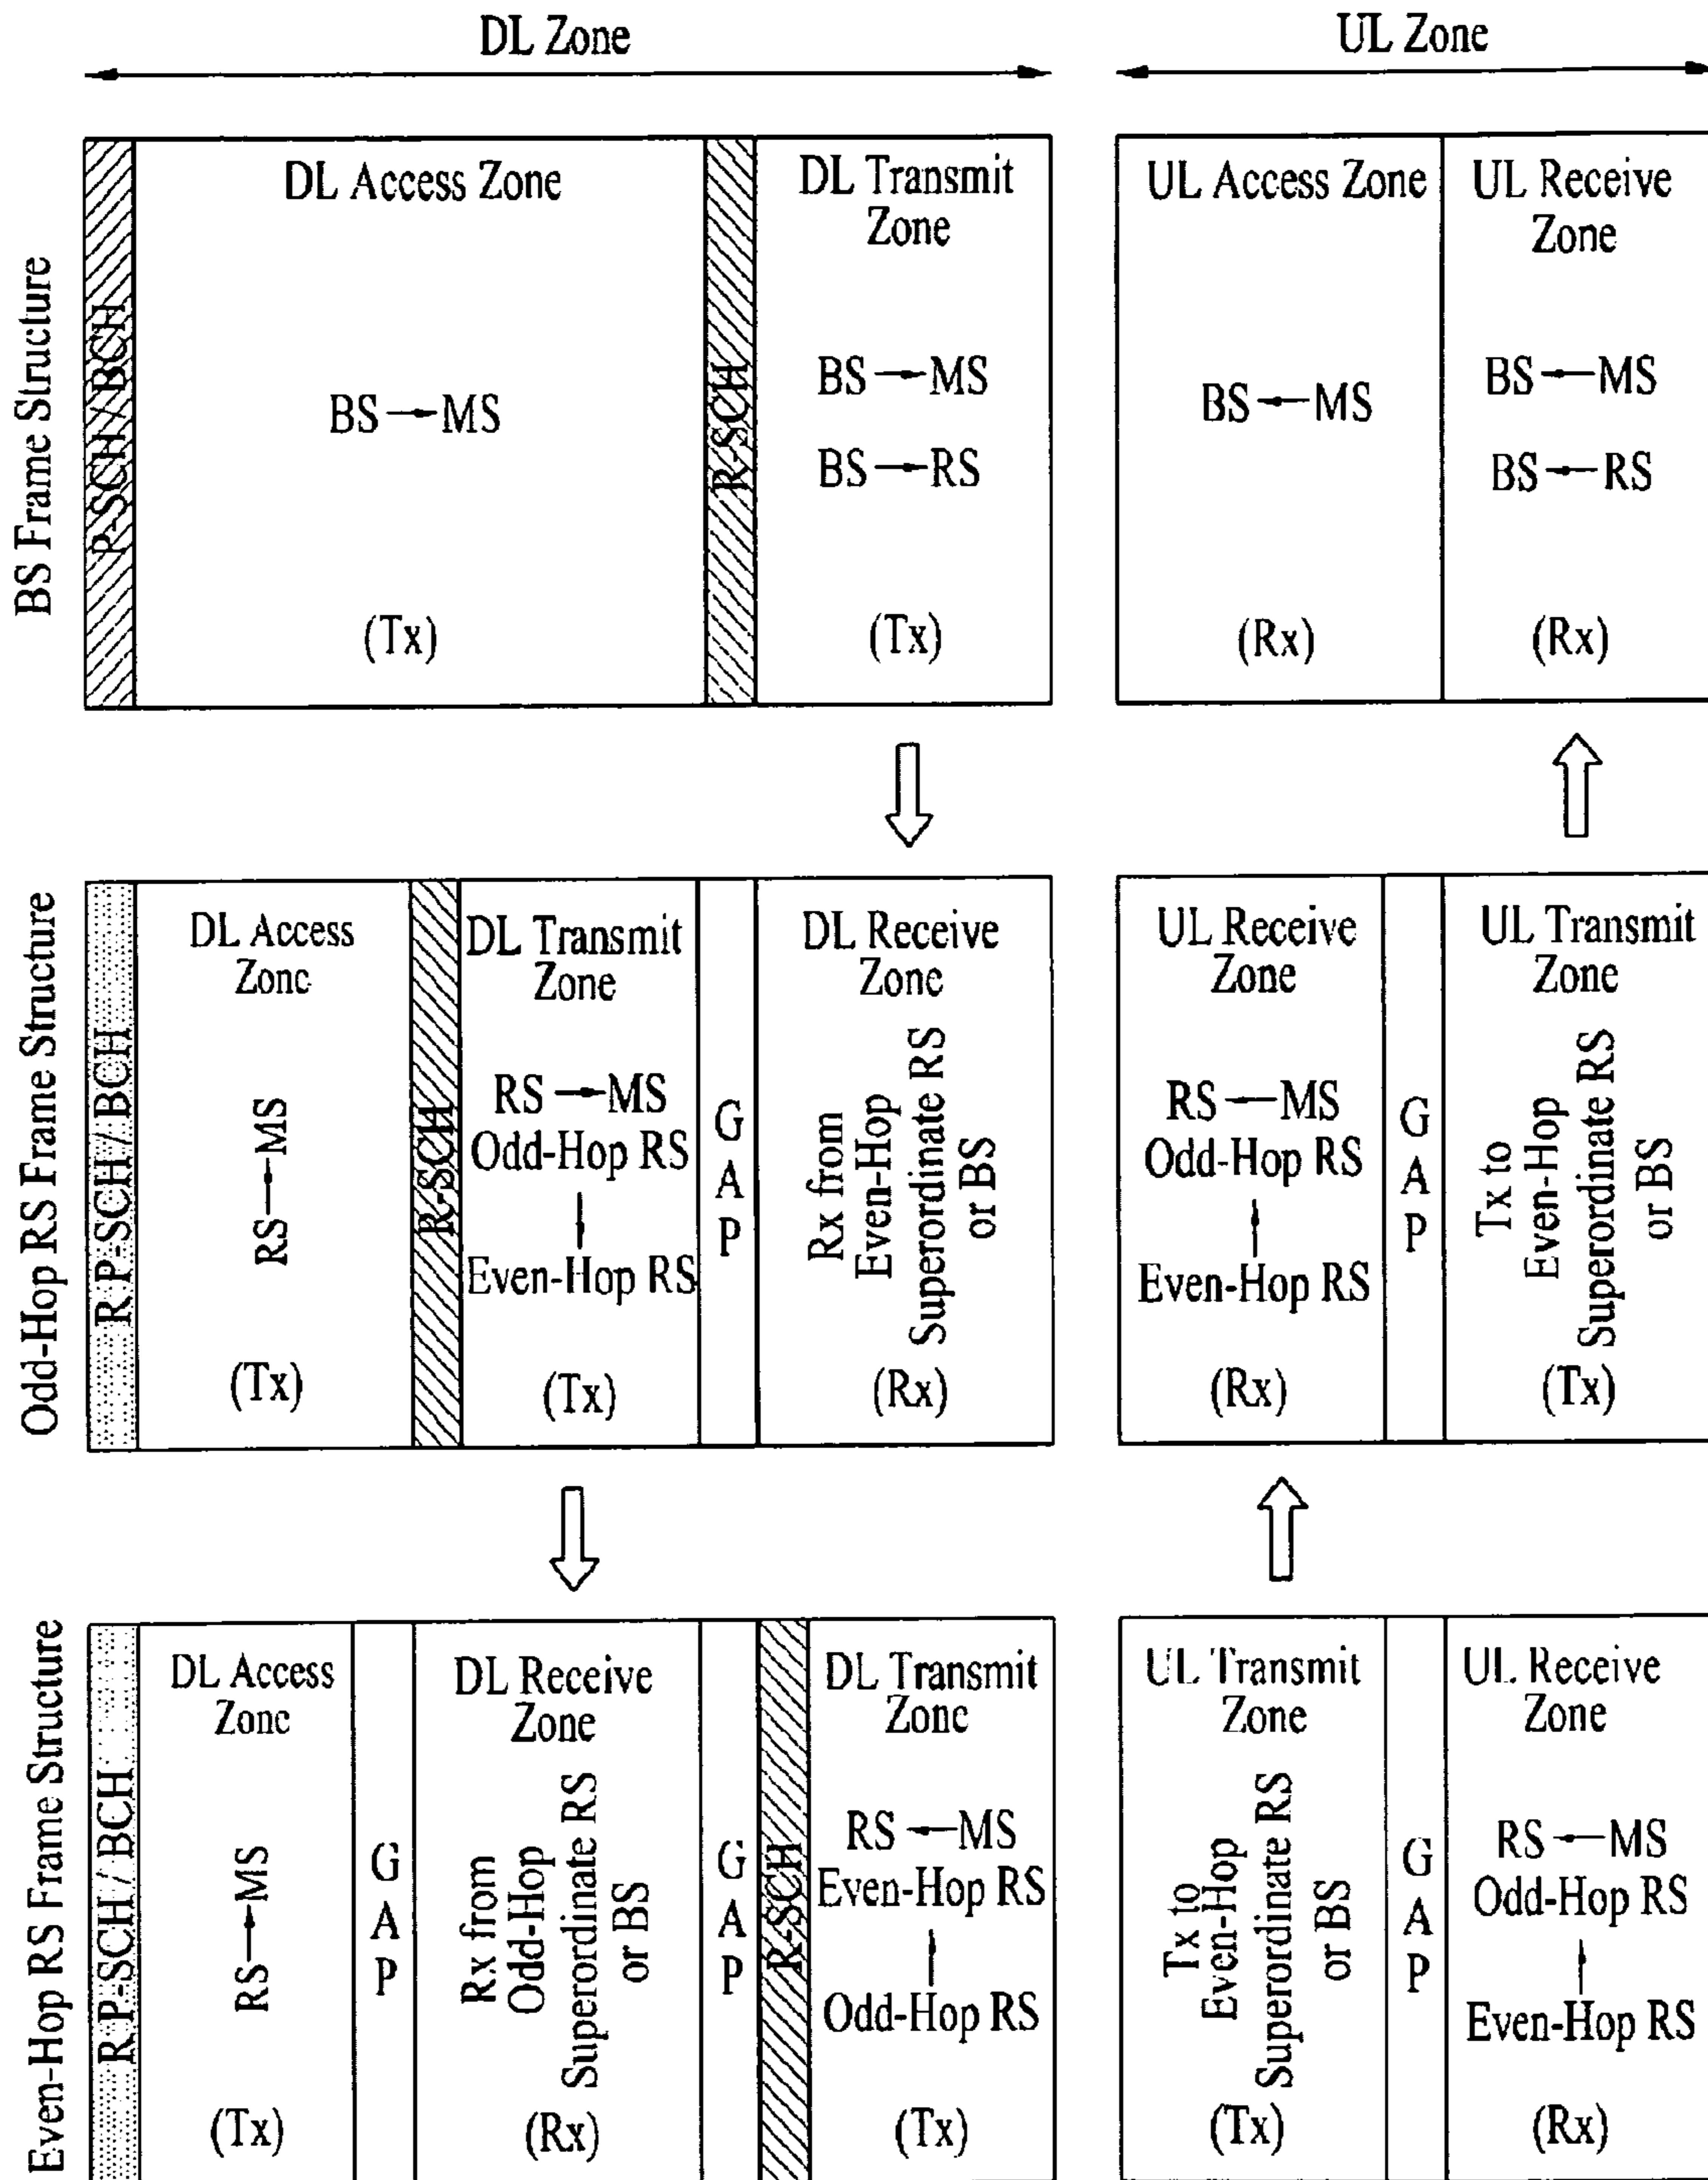 DL Zone
UL Zone
BS Frame Structure
P-SCH/BCH
DL Access Zone
BS→MS
(Tx)
R-SCH
DL Transmit
Zone
BS→MS
BS→RS
(Tx)
UL Access Zone
BS←MS
(Rx)
UL Receive
Zone
BS←MS
BS←RS
(Rx)
Odd-Hop RS Frame Structure
R P-SCH/BCH
DL Access
Zone
RS→MS
(Tx)
R-SCH
DL Transmit
Zone
RS→MS
Odd-Hop RS
↓
Even-Hop RS
(Tx)
GAP
DL Receive
Zone
Rx from
Even-Hop
Superordinate RS
or BS
(Rx)
UL Receive
Zone
RS←MS
Odd-Hop RS
↑
Even-Hop RS
(Rx)
GAP
UL Transmit
Zone
Tx to
Even-Hop
Superordinate RS
or BS
(Tx)
Even-Hop RS Frame Structure
R P-SCH/BCH
DL Access
Zone
RS→MS
(Tx)
GAP
DL Receive
Zone
Rx from
Odd-Hop
Superordinate RS
or BS
(Rx)
GAP
R-SCH
DL Transmit
Zone
RS←MS
Even-Hop RS
↑
Odd-Hop RS
(Tx)
UL Transmit
Zone
Tx to
Even-Hop
Superordinate RS
or BS
(Tx)
GAP
UL Receive
Zone
RS←MS
Odd-Hop RS
↑
Even-Hop RS
(Rx)